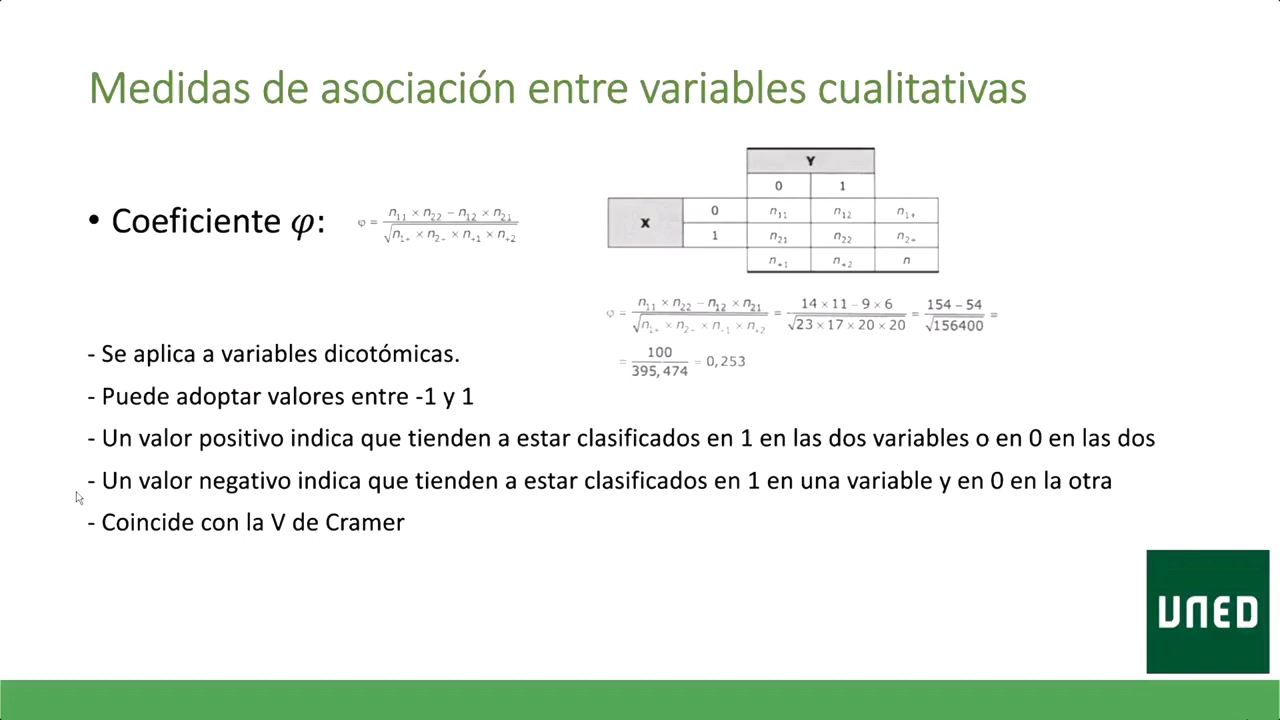 Medidas de asociación entre variables cualitativas
• Coeficiente φ: φ = (n₁₁ × n₂₂ − n₁₂ × n₂₁) / √(n₁₊ × n₂₊ × n₊₁ × n₊₂)
Y
0 1
X 0 n₁₁ n₁₂ n₁₊
1 n₂₁ n₂₂ n₂₊
n₊₁ n₊₂ n
φ = (n₁₁ × n₂₂ − n₁₂ × n₂₁) / √(n₁₊ × n₂₊ × n₊₁ × n₊₂) = (14 × 11 − 9 × 6) / √(23 × 17 × 20 × 20) = (154 − 54) / √156400 =
= 100 / 395,474 = 0,253
- Se aplica a variables dicotómicas.
- Puede adoptar valores entre -1 y 1
- Un valor positivo indica que tienden a estar clasificados en 1 en las dos variables o en 0 en las dos
- Un valor negativo indica que tienden a estar clasificados en 1 en una variable y en 0 en la otra
- Coincide con la V de Cramer
UNED